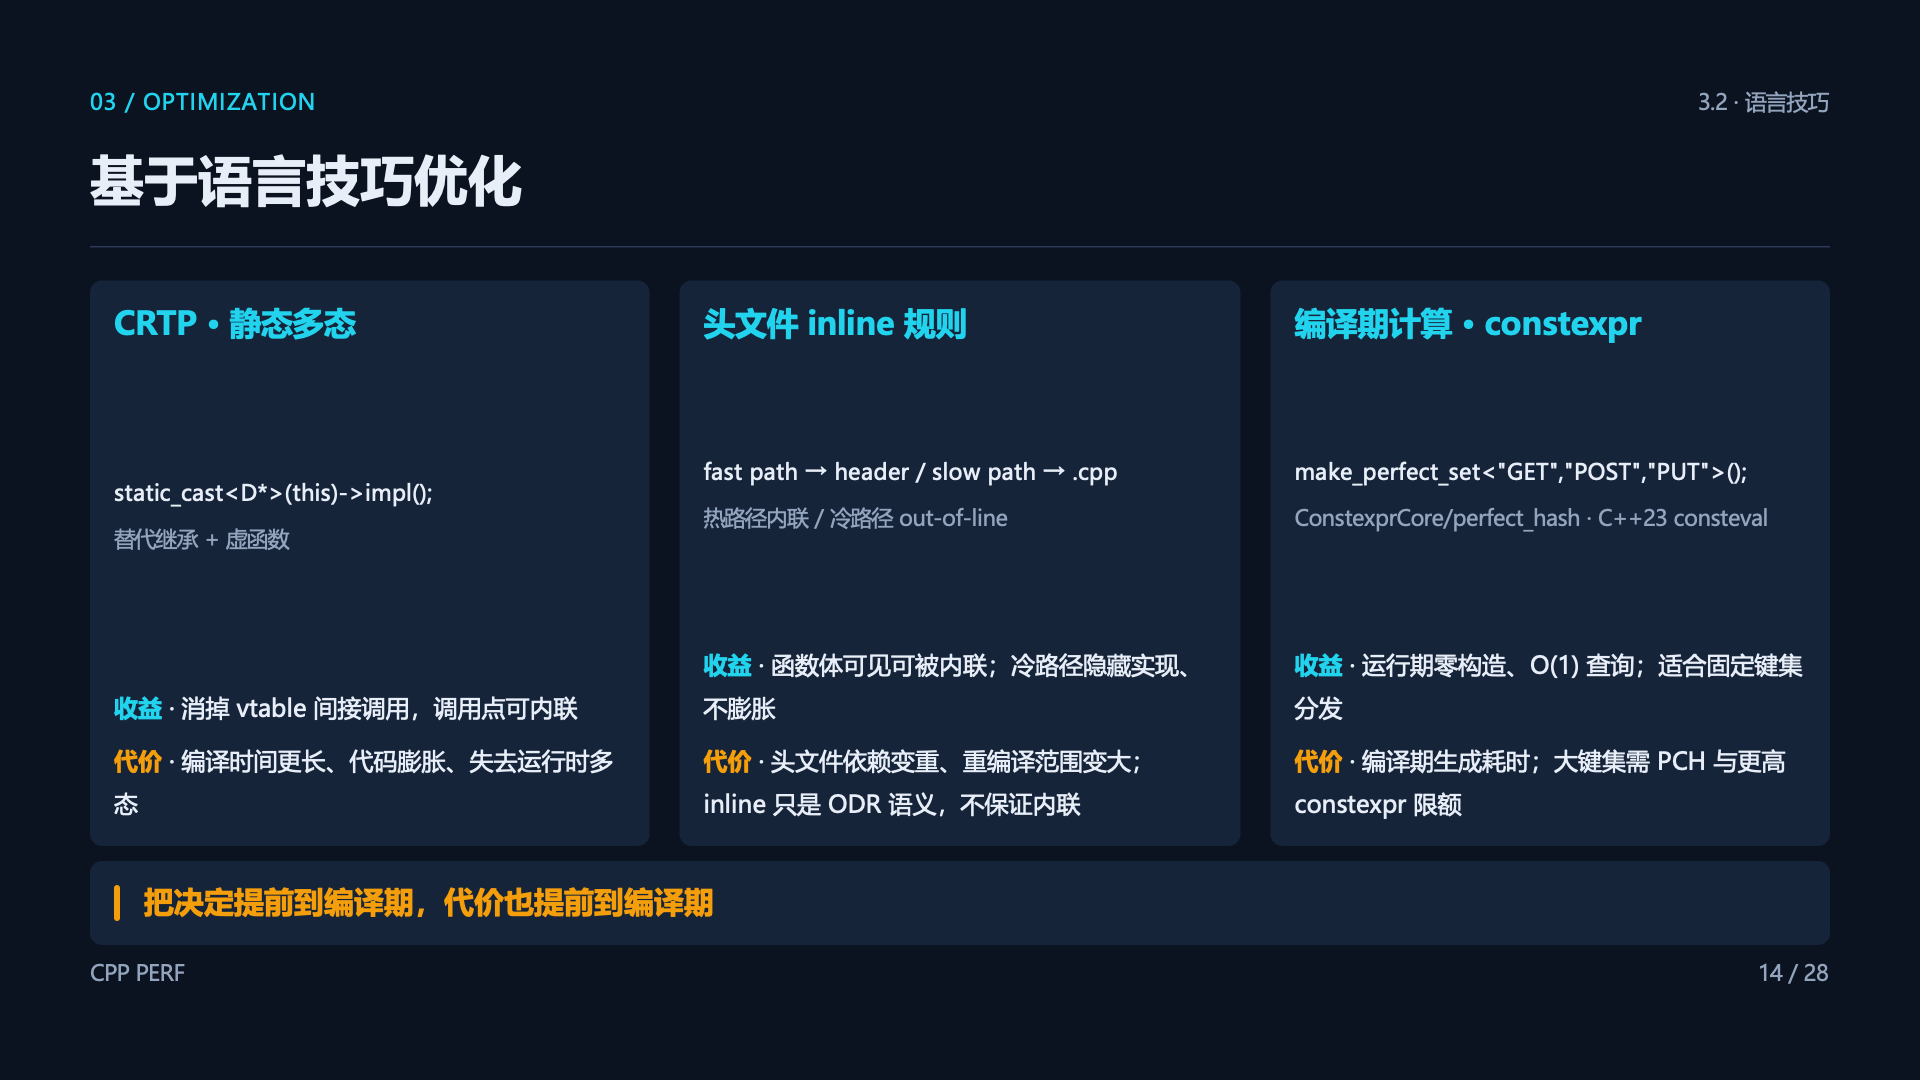 03 / OPTIMIZATION
3.2 · 语言技巧
基于语言技巧优化
CRTP • 静态多态
static_cast<D*>(this)->impl();
替代继承 + 虚函数
收益 · 消掉 vtable 间接调用，调用点可内联
代价 · 编译时间更长、代码膨胀、失去运行时多
态
头文件 inline 规则
fast path → header / slow path → .cpp
热路径内联 / 冷路径 out-of-line
收益 · 函数体可见可被内联；冷路径隐藏实现、
不膨胀
代价 · 头文件依赖变重、重编译范围变大；
inline 只是 ODR 语义，不保证内联
编译期计算 • constexpr
make_perfect_set<"GET","POST","PUT">();
ConstexprCore/perfect_hash · C++23 consteval
收益 · 运行期零构造、O(1) 查询；适合固定键集
分发
代价 · 编译期生成耗时；大键集需 PCH 与更高
constexpr 限额
把决定提前到编译期，代价也提前到编译期
CPP PERF
14 / 28